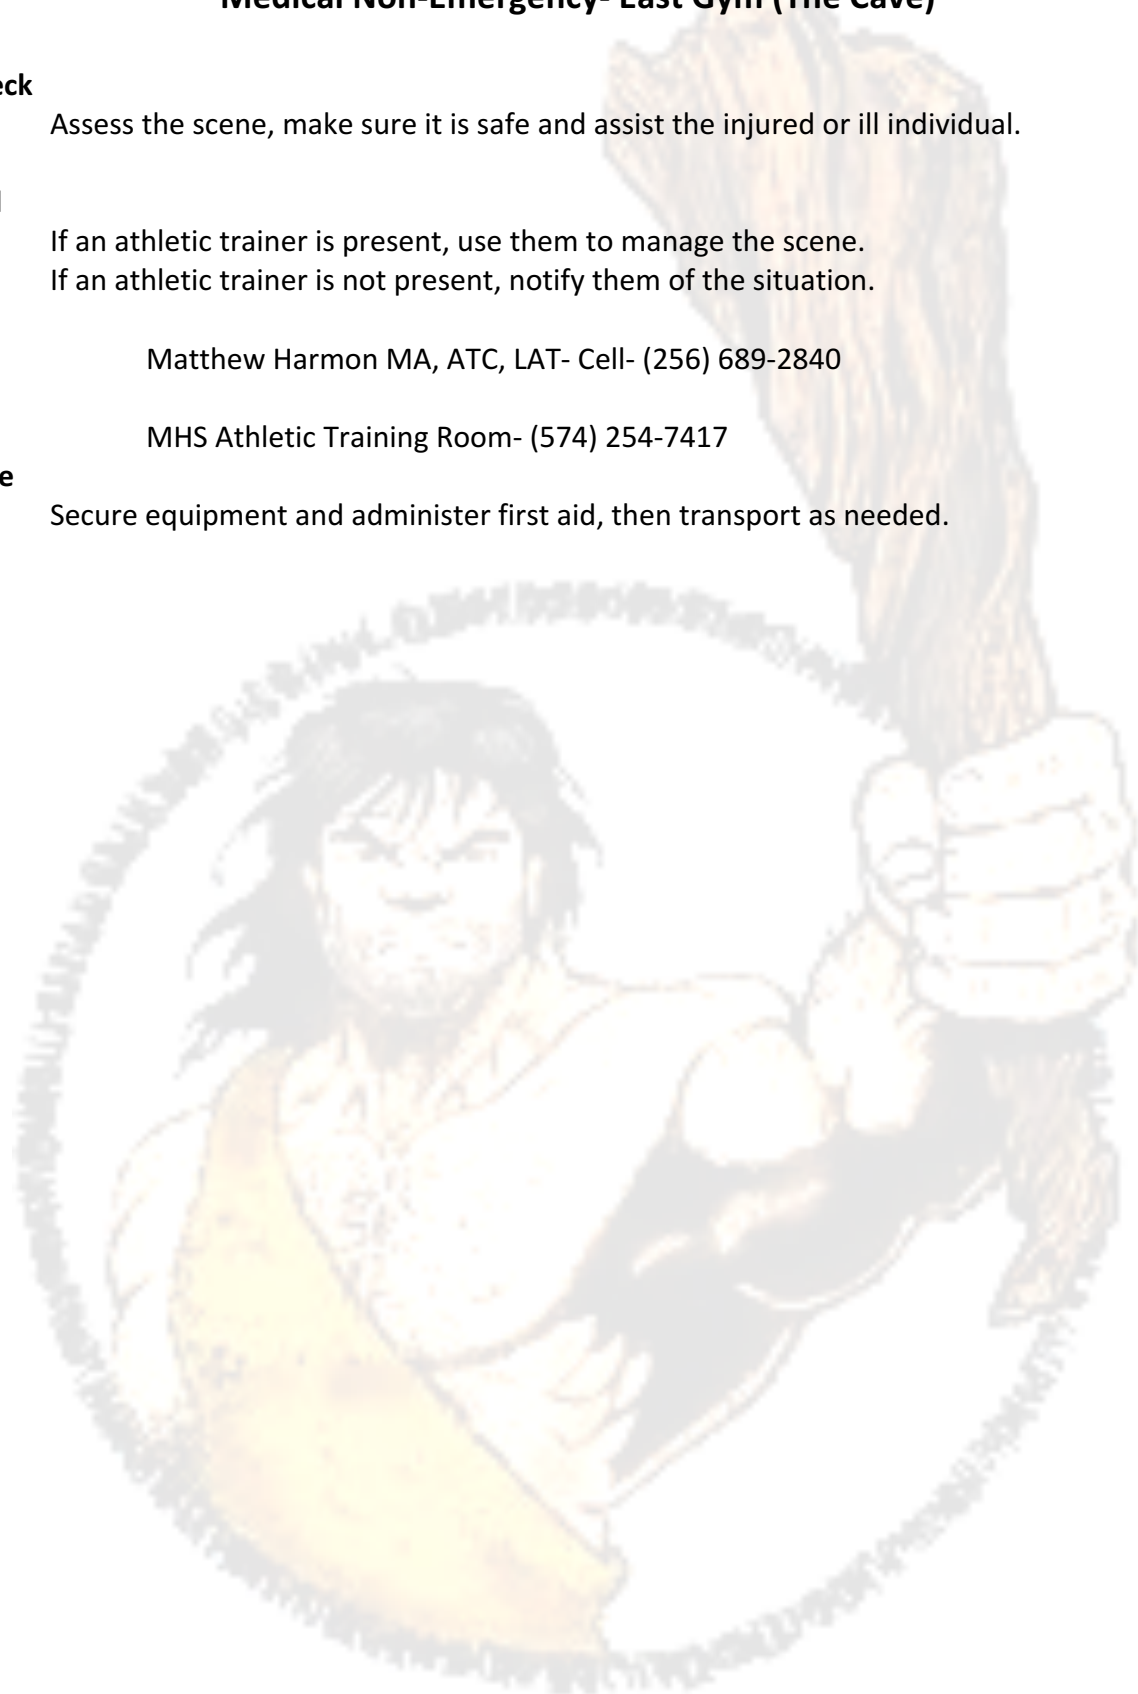 Medical Non-Emergency- East Gym (The Cave)
eck
Assess the scene, make sure it is safe and assist the injured or ill individual.
l
If an athletic trainer is present, use them to manage the scene.
If an athletic trainer is not present, notify them of the situation.
Matthew Harmon MA, ATC, LAT- Cell- (256) 689-2840
MHS Athletic Training Room- (574) 254-7417
e
Secure equipment and administer first aid, then transport as needed.